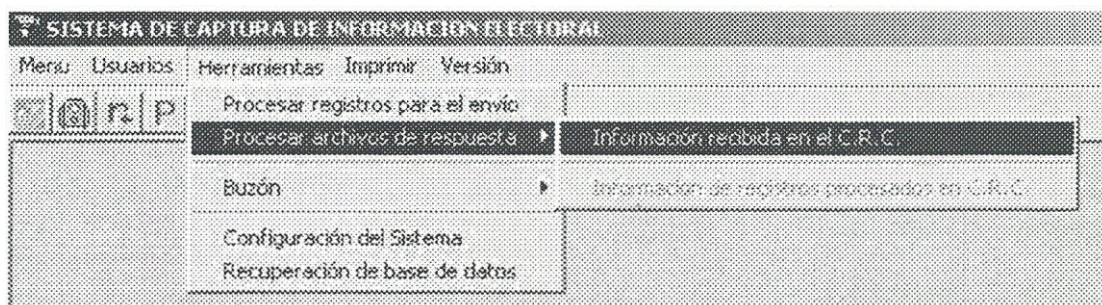 SISTEMA DE CAPTURA DE INFORMACION ELECTORAL
Menu Usuarios Herramientas Imprimir Versión
P
Procesar registros para el envío
Procesar archivos de respuesta
Información recibida en el C.R.C.
Buzón
Información de registros procesados en C.R.C.
Configuración del Sistema
Recuperación de base de datos